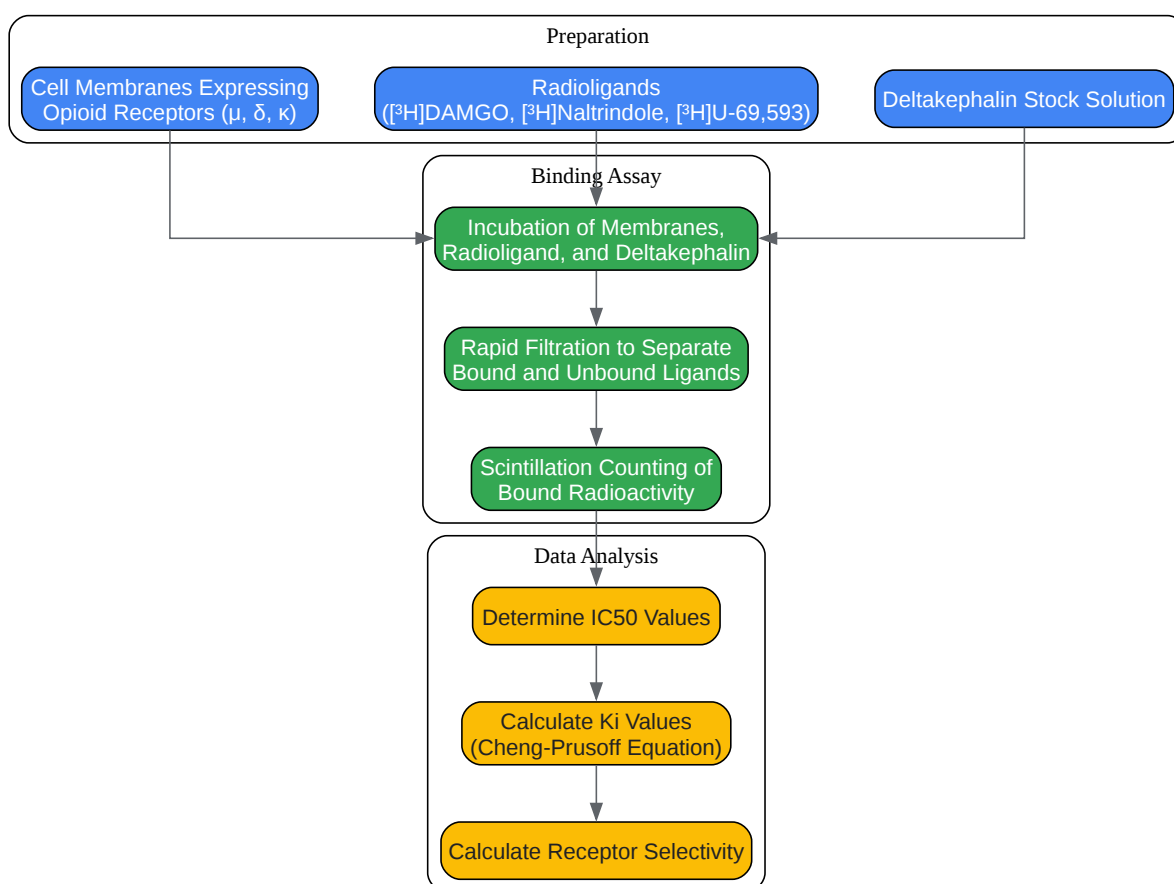 Preparation
Cell Membranes Expressing
Opioid Receptors (μ, δ, κ)
Radioligands
([³H]DAMGO, [³H]Naltrindole, [³H]U-69,593)
Deltakephalin Stock Solution
Binding Assay
Incubation of Membranes,
Radioligand, and Deltakephalin
Rapid Filtration to Separate
Bound and Unbound Ligands
Scintillation Counting of
Bound Radioactivity
Data Analysis
Determine IC50 Values
Calculate Ki Values
(Cheng-Prusoff Equation)
Calculate Receptor Selectivity